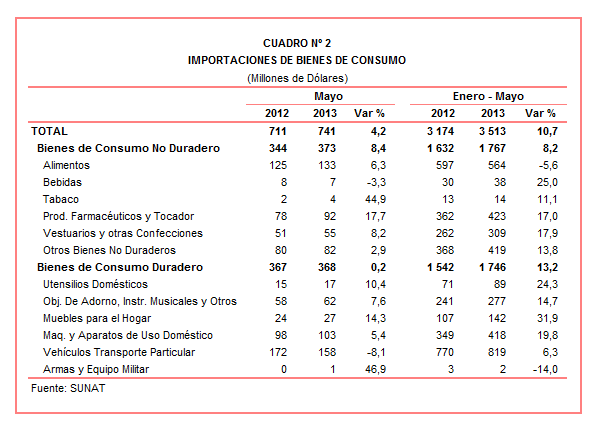 CUADRO Nº 2
IMPORTACIONES DE BIENES DE CONSUMO
(Millones de Dólares)
Mayo Enero - Mayo
2012 2013 Var % 2012 2013 Var %
TOTAL 711 741 4,2 3 174 3 513 10,7
Bienes de Consumo No Duradero 344 373 8,4 1 632 1 767 8,2
Alimentos 125 133 6,3 597 564 -5,6
Bebidas 8 7 -3,3 30 38 25,0
Tabaco 2 4 44,9 13 14 11,1
Prod. Farmacéuticos y Tocador 78 92 17,7 362 423 17,0
Vestuarios y otras Confecciones 51 55 8,2 262 309 17,9
Otros Bienes No Duraderos 80 82 2,9 368 419 13,8
Bienes de Consumo Duradero 367 368 0,2 1 542 1 746 13,2
Utensilios Domésticos 15 17 10,4 71 89 24,3
Obj. De Adorno, Instr. Musicales y Otros 58 62 7,6 241 277 14,7
Muebles para el Hogar 24 27 14,3 107 142 31,9
Maq. y Aparatos de Uso Doméstico 98 103 5,4 349 418 19,8
Vehículos Transporte Particular 172 158 -8,1 770 819 6,3
Armas y Equipo Militar 0 1 46,9 3 2 -14,0
Fuente: SUNAT